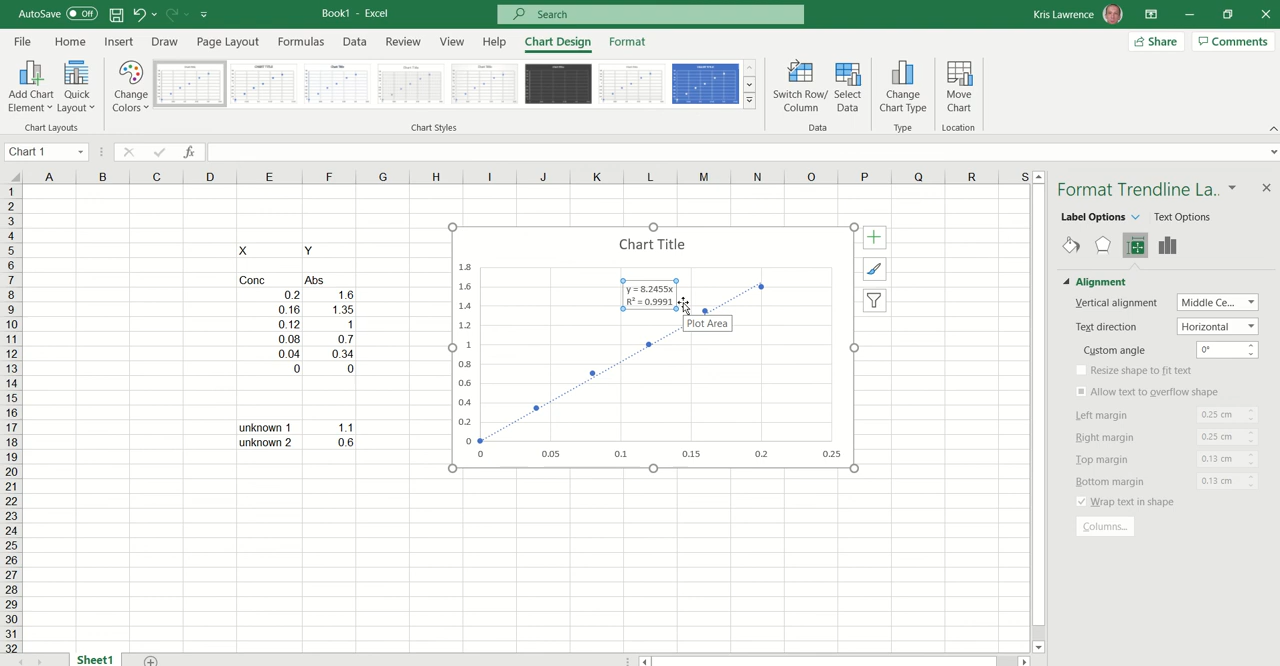 AutoSave Off Book1 - Excel Search Kris Lawrence
File Home Insert Draw Page Layout Formulas Data Review View Help Chart Design Format Share Comments
Add Chart Element Quick Layout Change Colors Switch Row/ Column Select Data Change Chart Type Move Chart
Chart Layouts Chart Styles Data Type Location
Chart 1 fx
A B C D E F G H I J K L M N O P Q R S
1
2
3
4
5 X Y
6
7 Conc Abs
8 0.2 1.6
9 0.16 1.35
10 0.12 1
11 0.08 0.7
12 0.04 0.34
13 0 0
14
15
16
17 unknown 1 1.1
18 unknown 2 0.6
19
20
21
22
23
24
25
26
27
28
29
30
31
32
Chart Title
1.8
1.6
1.4
1.2
1
0.8
0.6
0.4
0.2
0
0 0.05 0.1 0.15 0.2 0.25
y = 8.2455x
R² = 0.9991
Plot Area
Format Trendline La..
Label Options Text Options
Alignment
Vertical alignment Middle Ce...
Text direction Horizontal
Custom angle 0°
Resize shape to fit text
Allow text to overflow shape
Left margin 0.25 cm
Right margin 0.25 cm
Top margin 0.13 cm
Bottom margin 0.13 cm
Wrap text in shape
Columns...
Sheet1